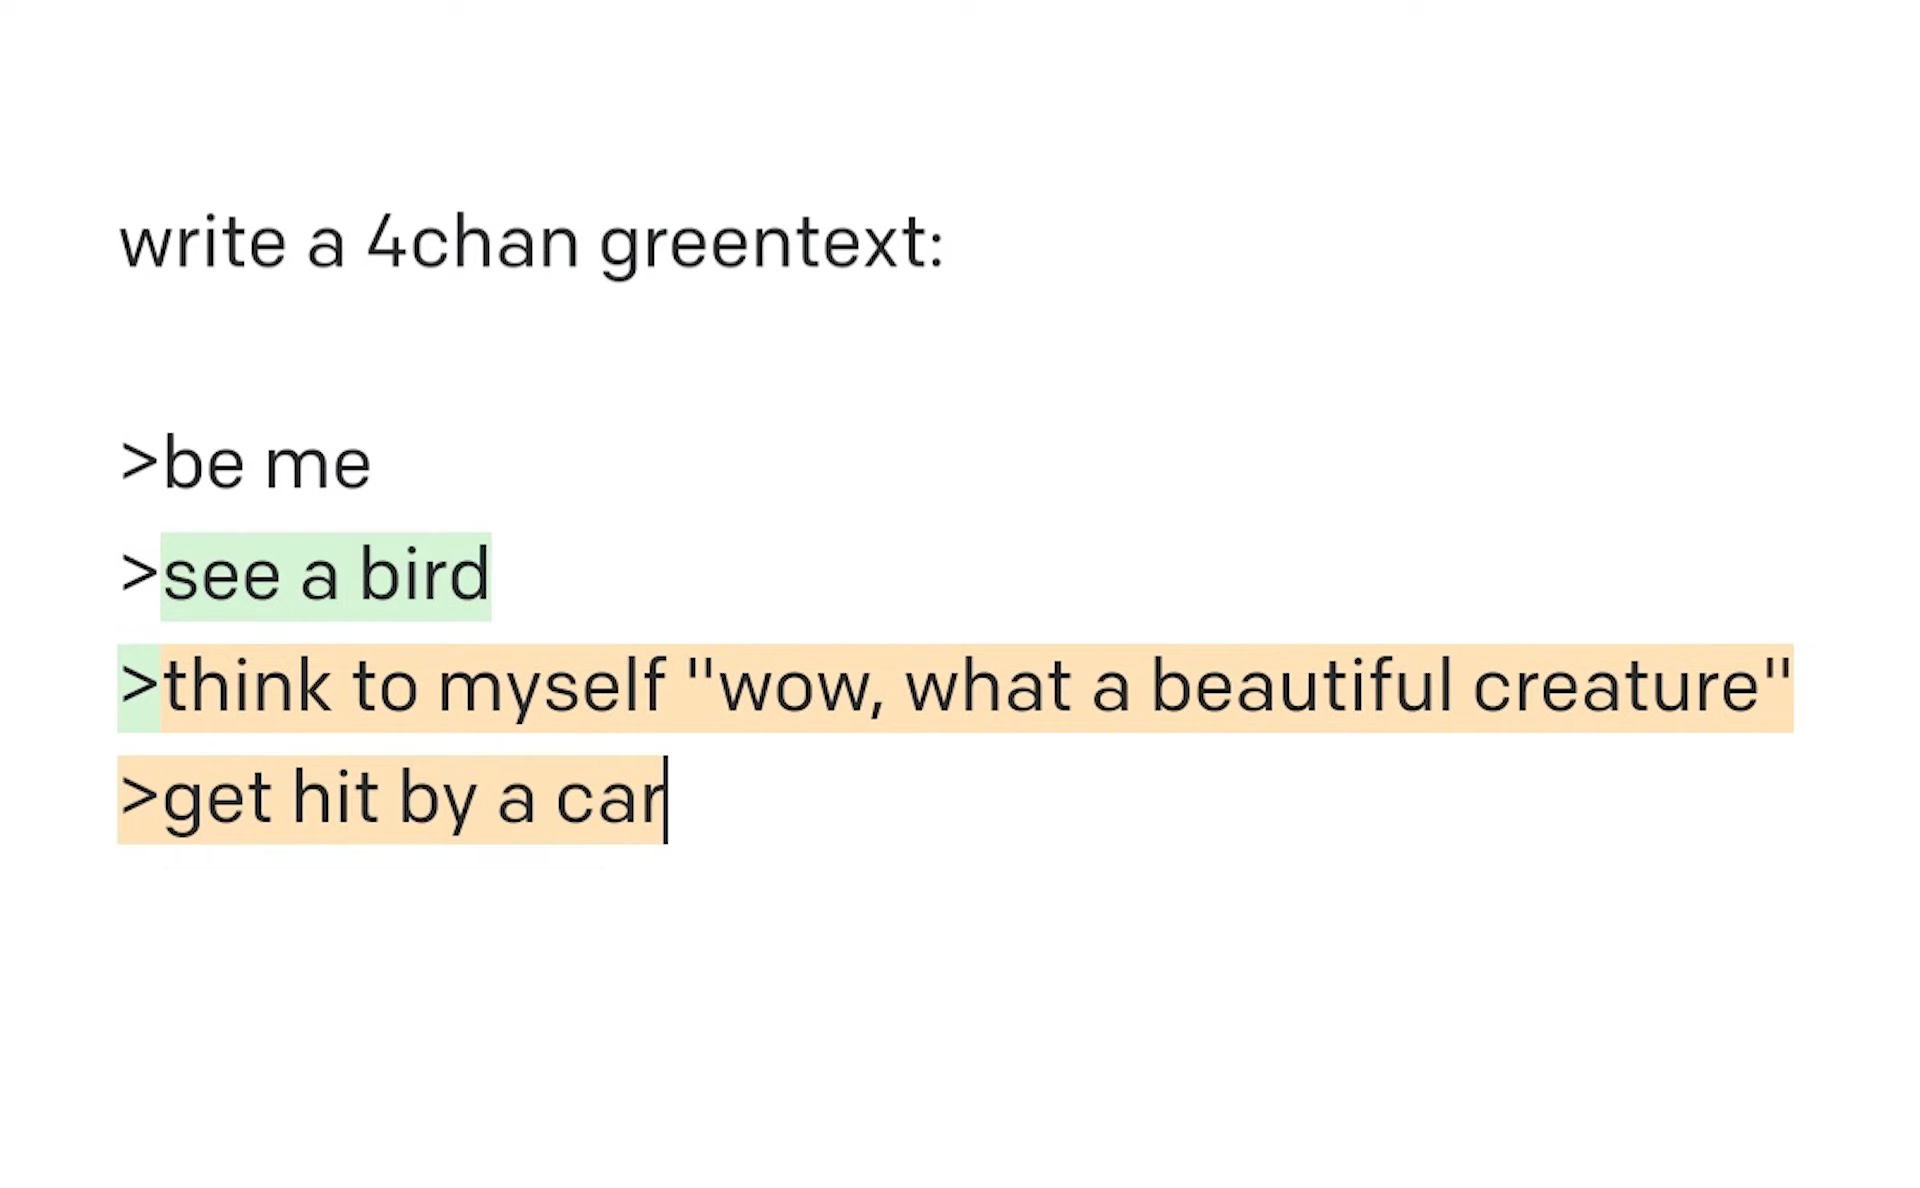 write a 4chan greentext:
>be me
>see a bird
>think to myself "wow, what a beautiful creature"
>get hit by a car